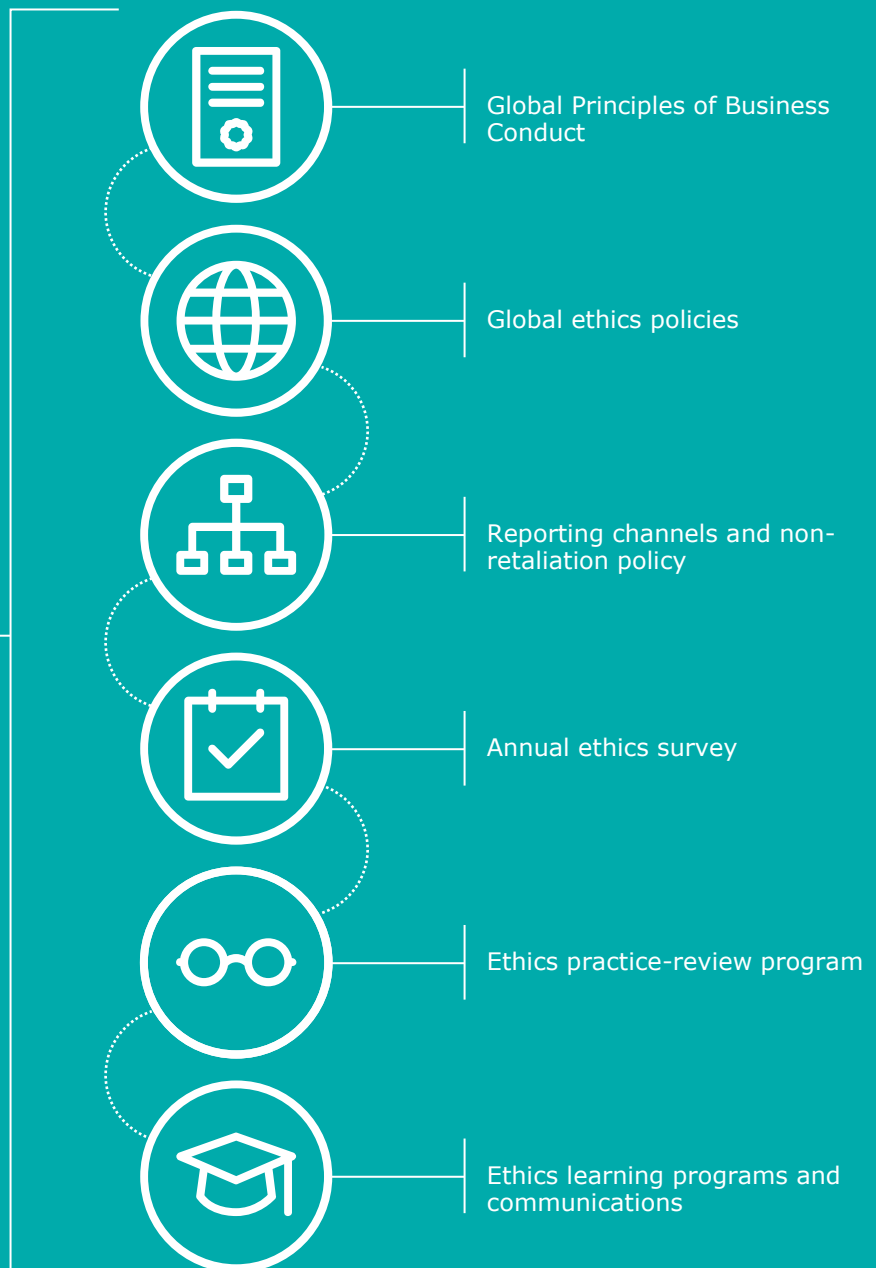 Global Principles of Business
Conduct
Global ethics policies
Reporting channels and non-
retaliation policy
Annual ethics survey
Ethics practice-review program
Ethics learning programs and
communications